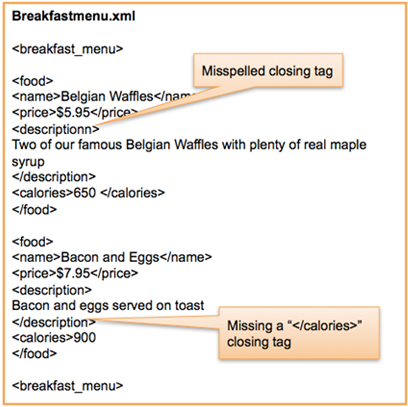 Breakfastmenu.xml
<breakfast_menu>
Misspelled closing tag
<food>
<name>Belgian Waffles</name
<price>$5.95</price>
<descriptionn>
Two of our famous Belgian Waffles with plenty of real maple
syrup
</description>
<calories>650 </calories>
</food>
<food>
<name>Bacon and Eggs</name>
<price>$7.95</price>
<description>
Bacon and eggs served on toast
</description>
<calories>900
</food>
Missing a “</calories>”
closing tag
<breakfast_menu>